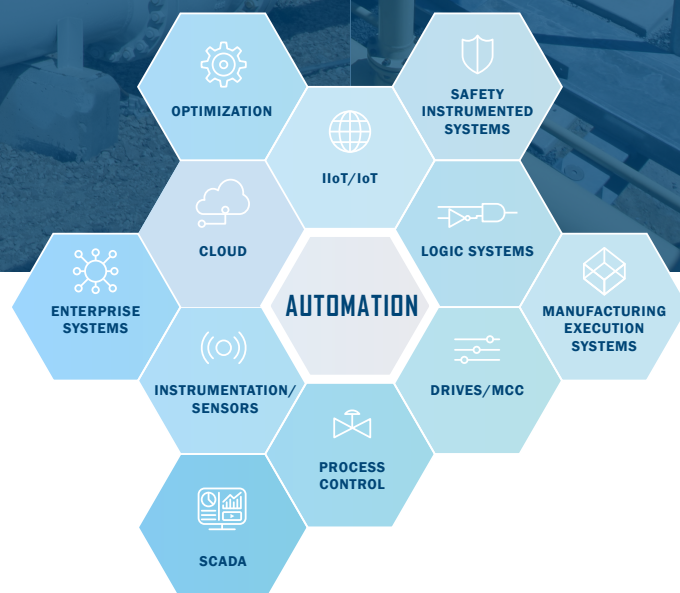 OPTIMIZATION
SAFETY
INSTRUMENTED
SYSTEMS
IIoT/IoT
CLOUD
LOGIC SYSTEMS
ENTERPRISE
SYSTEMS
AUTOMATION
MANUFACTURING
EXECUTION
SYSTEMS
INSTRUMENTATION/
SENSORS
DRIVES/MCC
PROCESS
CONTROL
SCADA